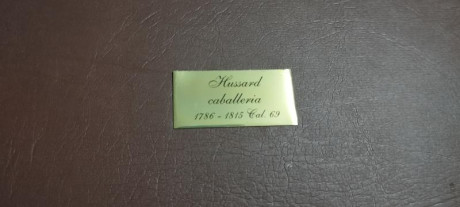 Hussard
caballeria
1786 - 1815 Cal. 69